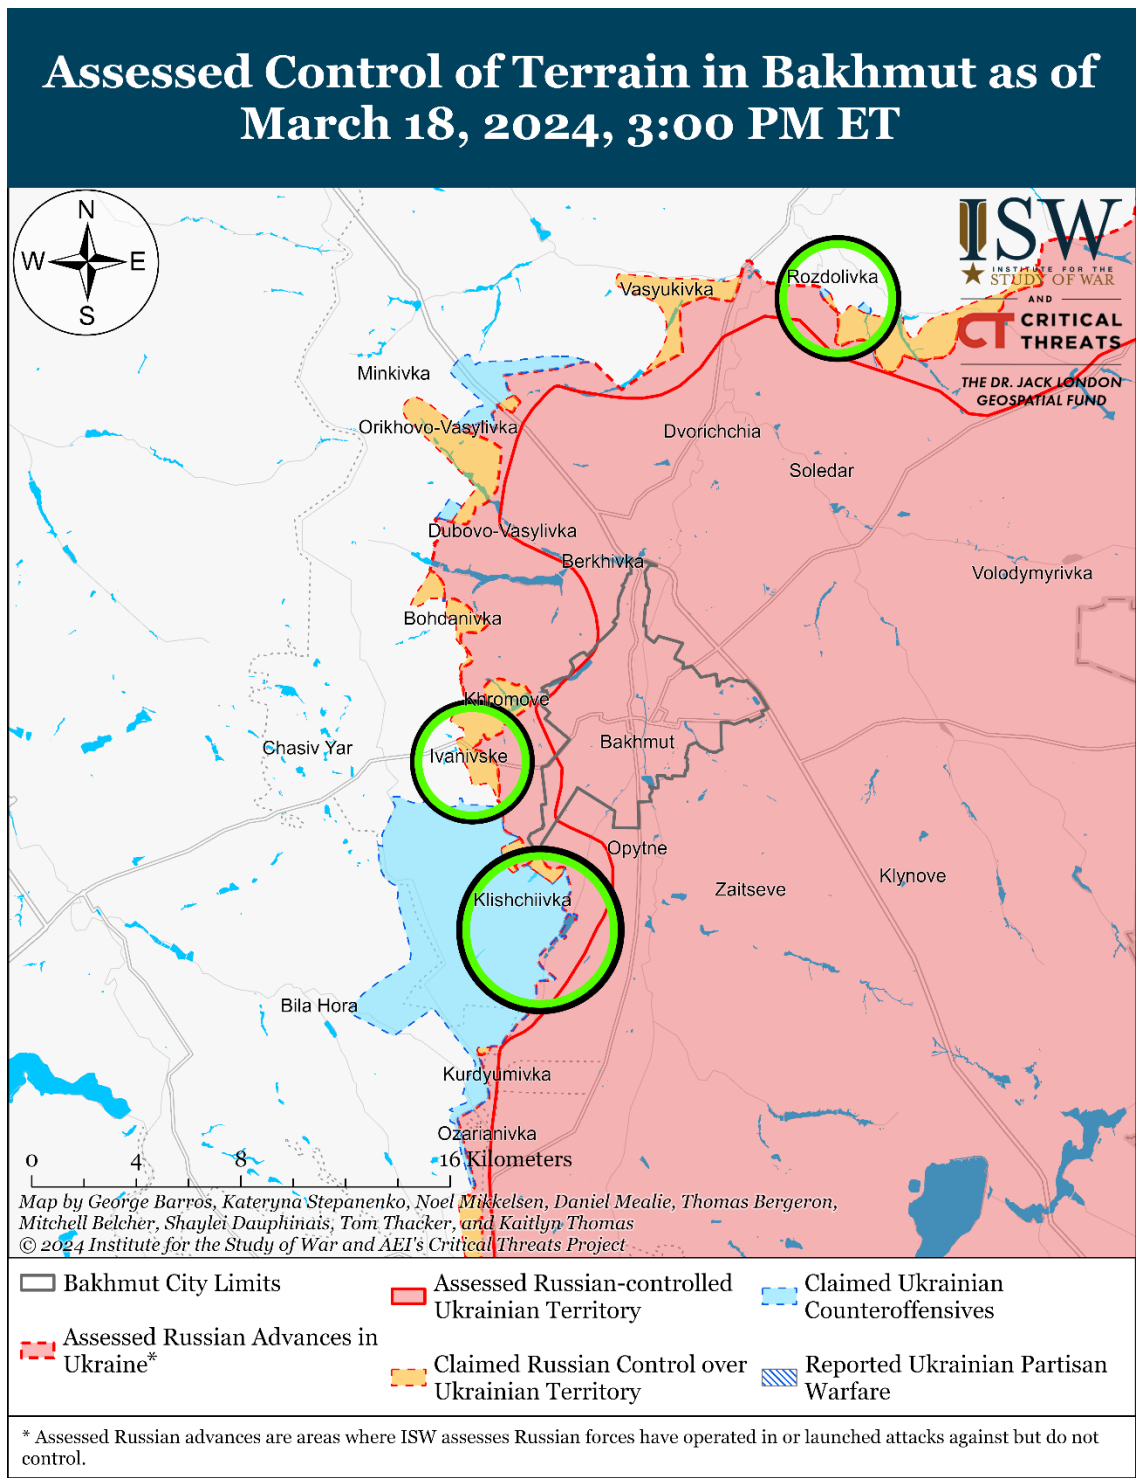 Assessed Control of Terrain in Bakhmut as of
March 18, 2024, 3:00 PM ET
N
W
E
S
ISW
INSTITUTE FOR THE
STUDY OF WAR
AND
CT CRITICAL
THREATS
THE DR. JACK LONDON
GEOSPATIAL FUND
Rozdolivka
Vasyukivka
Minkivka
Orikhovo-Vasylivka
Dvorichchia
Soledar
Dubovo-Vasylivka
Berkhivka
Volodymyrivka
Bohdanivka
Khromove
Chasiv Yar
Ivanivske
Bakhmut
Opytne
Klynove
Zaitseve
Klishchiivka
Bila Hora
Kurdyumivka
Ozarianivka
0 4 8 16 Kilometers
Map by George Barros, Kateryna Stepanenko, Noel Mikkelsen, Daniel Mealie, Thomas Bergeron,
Mitchell Belcher, Shaylei Dauphinais, Tom Thacker, and Kaitlyn Thomas
© 2024 Institute for the Study of War and AEI's Critical Threats Project
Bakhmut City Limits
Assessed Russian Advances in
Ukraine*
Assessed Russian-controlled
Ukrainian Territory
Claimed Russian Control over
Ukrainian Territory
Claimed Ukrainian
Counteroffensives
Reported Ukrainian Partisan
Warfare
* Assessed Russian advances are areas where ISW assesses Russian forces have operated in or launched attacks against but do not
control.